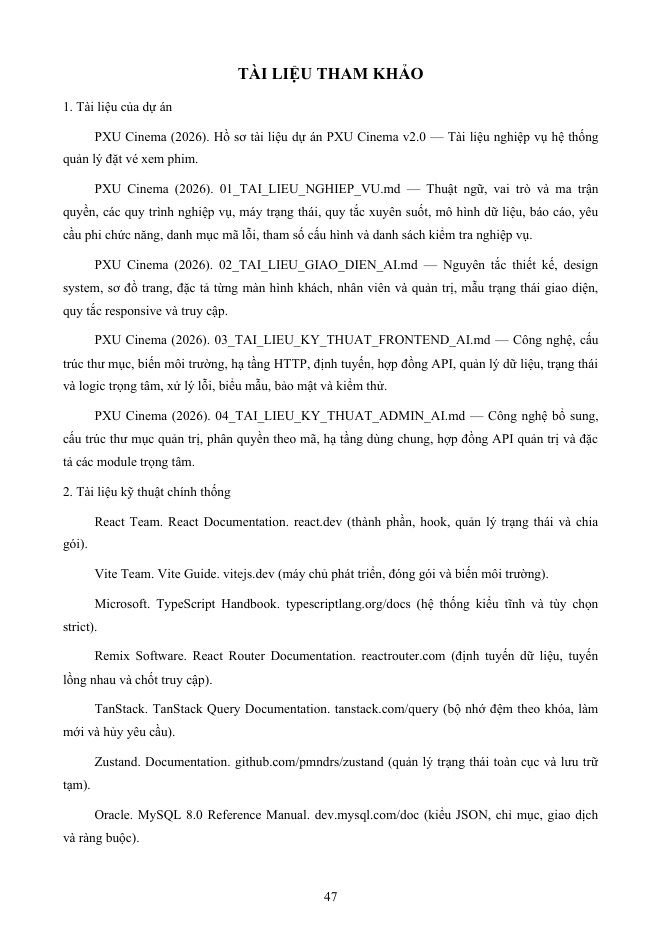 TÀI LIỆU THAM KHẢO
1. Tài liệu của dự án
PXU Cinema (2026). Hồ sơ tài liệu dự án PXU Cinema v2.0 — Tài liệu nghiệp vụ hệ thống
quản lý đặt vé xem phim.
PXU Cinema (2026). 01_TAI_LIEU_NGHIEP_VU.md — Thuật ngữ, vai trò và ma trận
quyền, các quy trình nghiệp vụ, máy trạng thái, quy tắc xuyên suốt, mô hình dữ liệu, báo cáo, yêu
cầu phi chức năng, danh mục mã lỗi, tham số cấu hình và danh sách kiểm tra nghiệp vụ.
PXU Cinema (2026). 02_TAI_LIEU_GIAO_DIEN_AI.md — Nguyên tắc thiết kế, design
system, sơ đồ trang, đặc tả từng màn hình khách, nhân viên và quản trị, mẫu trạng thái giao diện,
quy tắc responsive và truy cập.
PXU Cinema (2026). 03_TAI_LIEU_KY_THUAT_FRONTEND_AI.md — Công nghệ, cấu
trúc thư mục, biến môi trường, hạ tầng HTTP, định tuyến, hợp đồng API, quản lý dữ liệu, trạng thái
và logic trọng tâm, xử lý lỗi, biểu mẫu, bảo mật và kiểm thử.
PXU Cinema (2026). 04_TAI_LIEU_KY_THUAT_ADMIN_AI.md — Công nghệ bổ sung,
cấu trúc thư mục quản trị, phân quyền theo mã, hạ tầng dùng chung, hợp đồng API quản trị và đặc
tả các module trọng tâm.
2. Tài liệu kỹ thuật chính thống
React Team. React Documentation. react.dev (thành phần, hook, quản lý trạng thái và chia
gói).
Vite Team. Vite Guide. vitejs.dev (máy chủ phát triển, đóng gói và biến môi trường).
Microsoft. TypeScript Handbook. typescriptlang.org/docs (hệ thống kiểu tĩnh và tùy chọn
strict).
Remix Software. React Router Documentation. reactrouter.com (định tuyến dữ liệu, tuyến
lồng nhau và chốt truy cập).
TanStack. TanStack Query Documentation. tanstack.com/query (bộ nhớ đệm theo khóa, làm
mới và hủy yêu cầu).
Zustand. Documentation. github.com/pmndrs/zustand (quản lý trạng thái toàn cục và lưu trữ
tạm).
Oracle. MySQL 8.0 Reference Manual. dev.mysql.com/doc (kiểu JSON, chỉ mục, giao dịch
và ràng buộc).
47